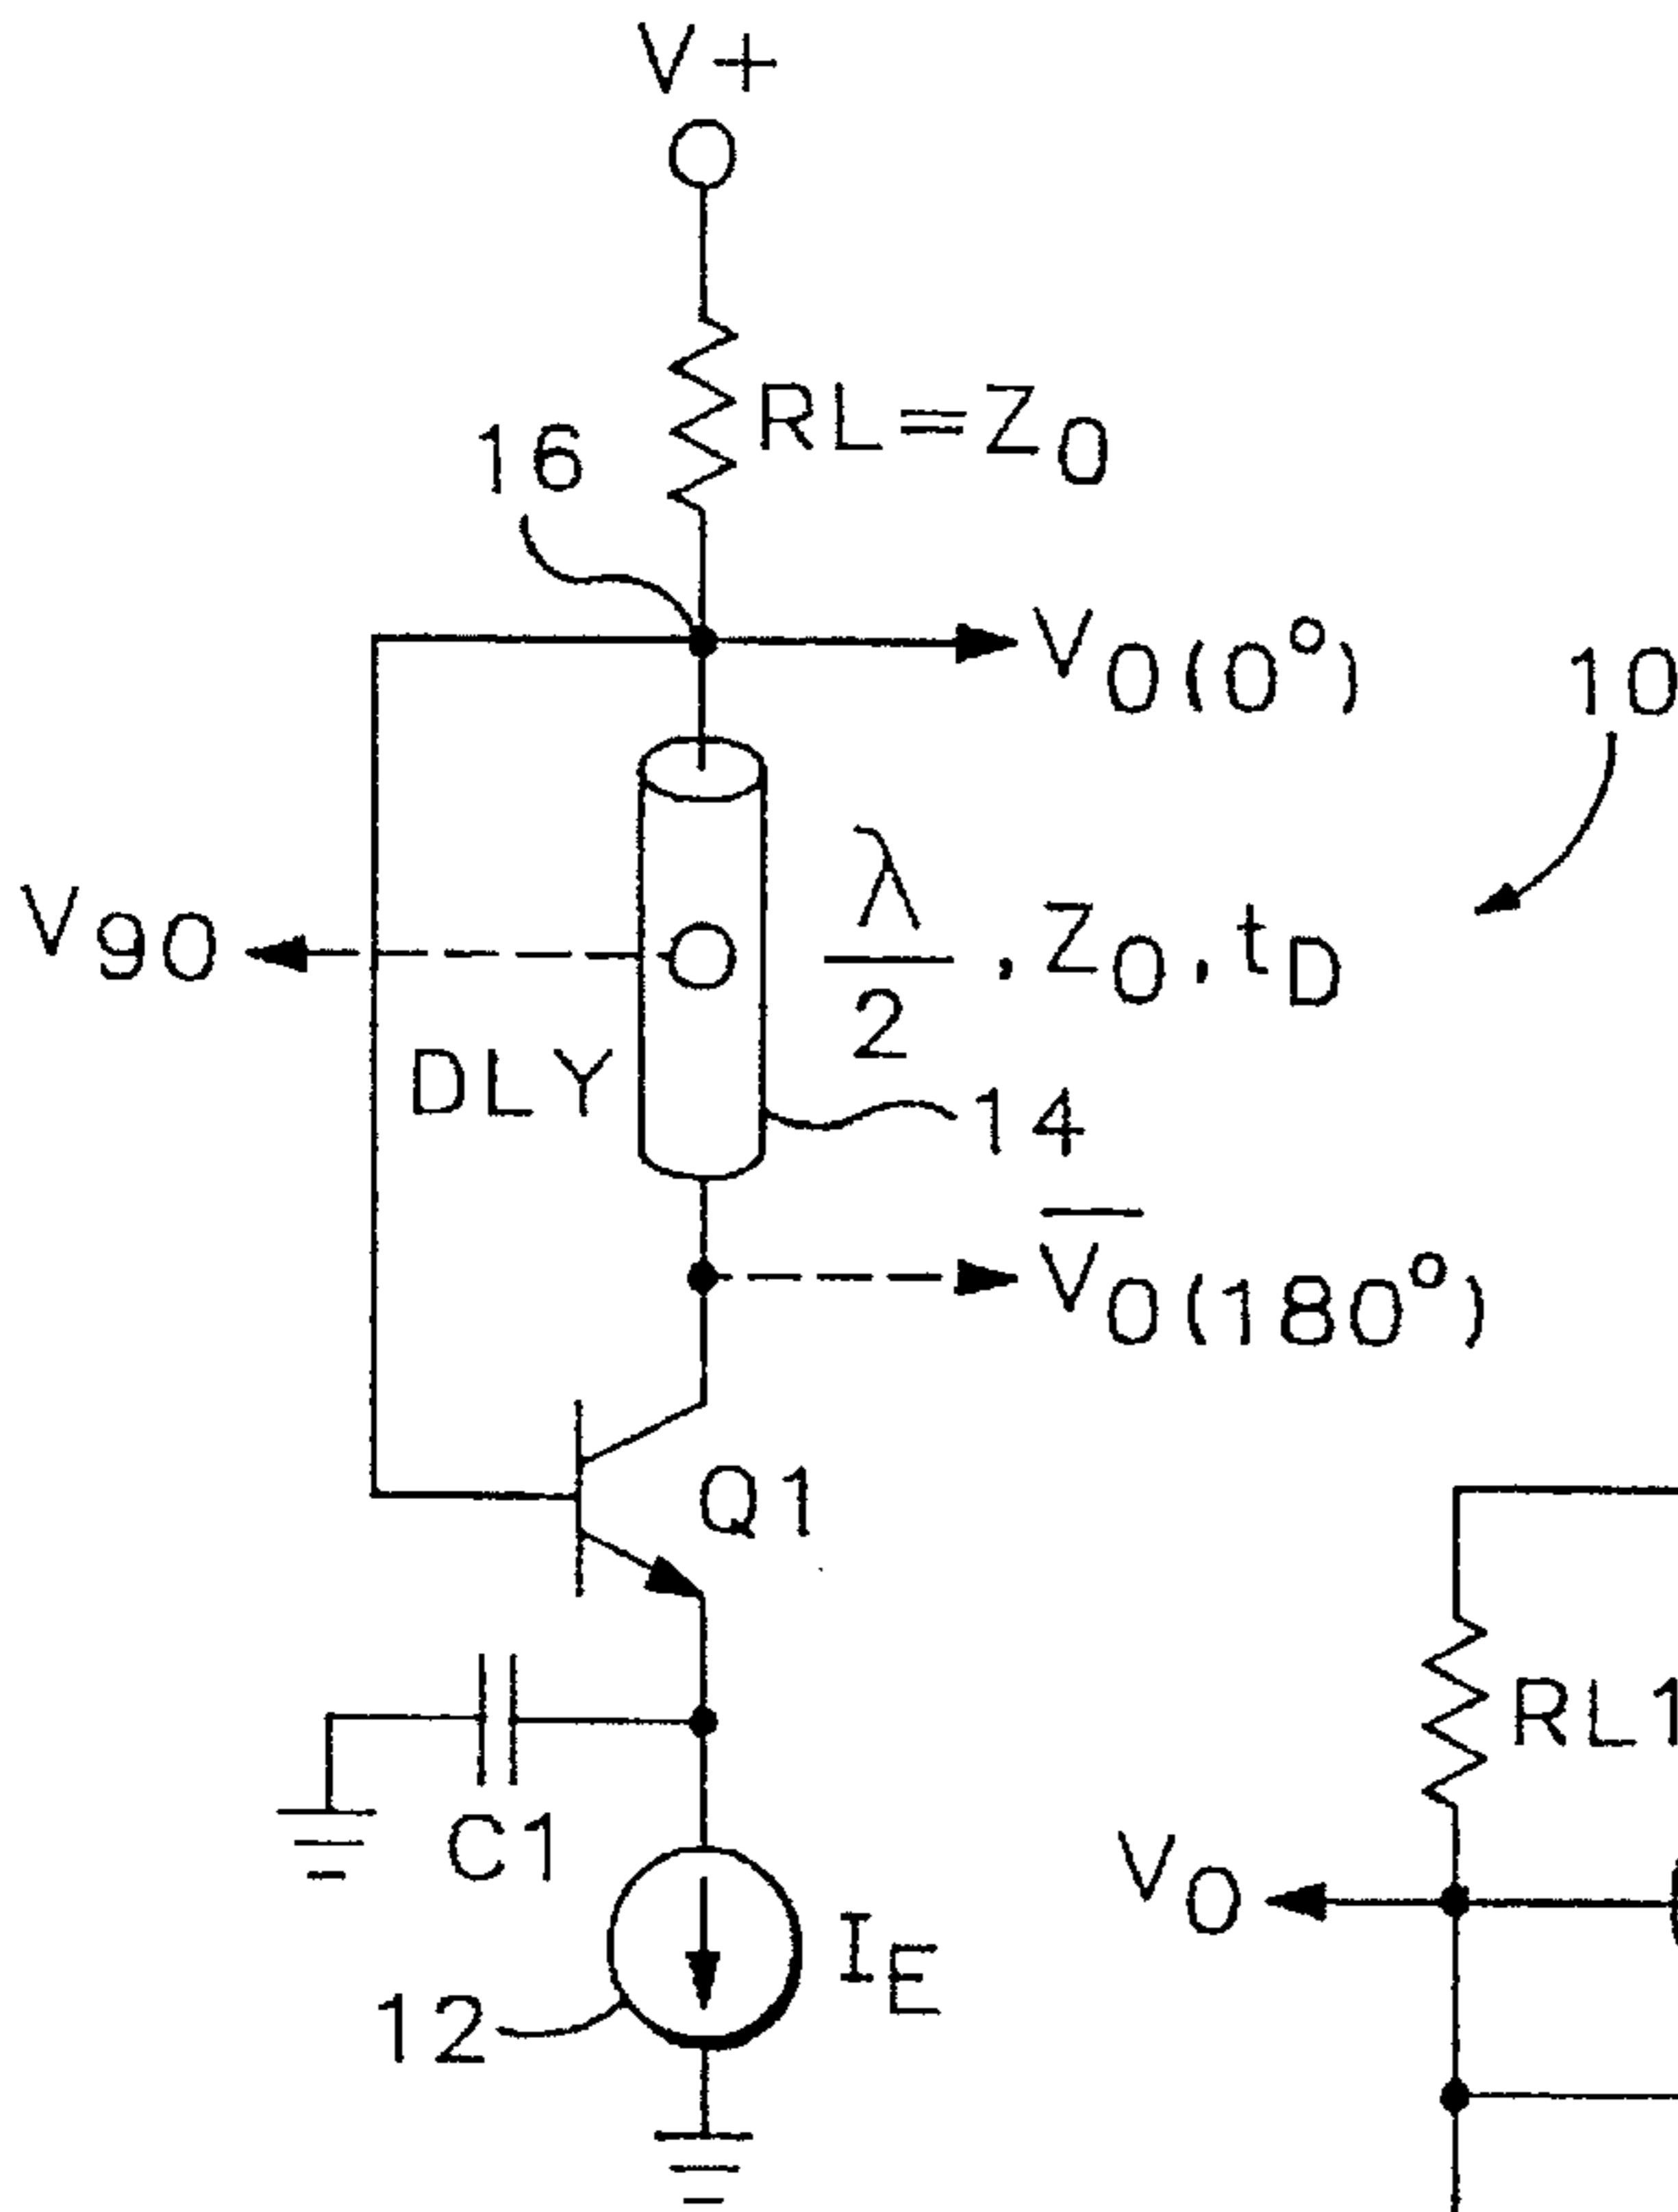 V+
RL=Z0
16
V0(0°)
10
V90
λ/2, Z0, tD
DLY
14
V̅0(180°)
Q1
RL1
C1
V0
IE
12